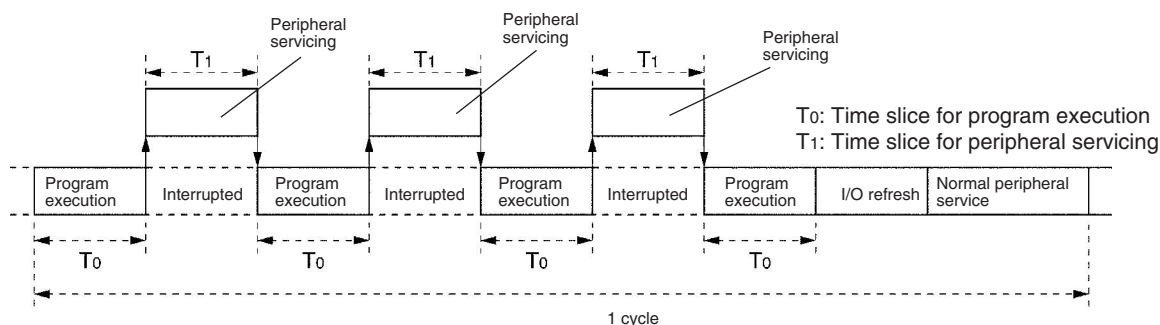 Peripheral
servicing
Peripheral
servicing
Peripheral
servicing
T1
T1
T1
T0: Time slice for program execution
T1: Time slice for peripheral servicing
Program
execution
Interrupted
Program
execution
Interrupted
Program
execution
Interrupted
Program
execution
I/O refresh
Normal peripheral
service
T0
T0
T0
T0
1 cycle